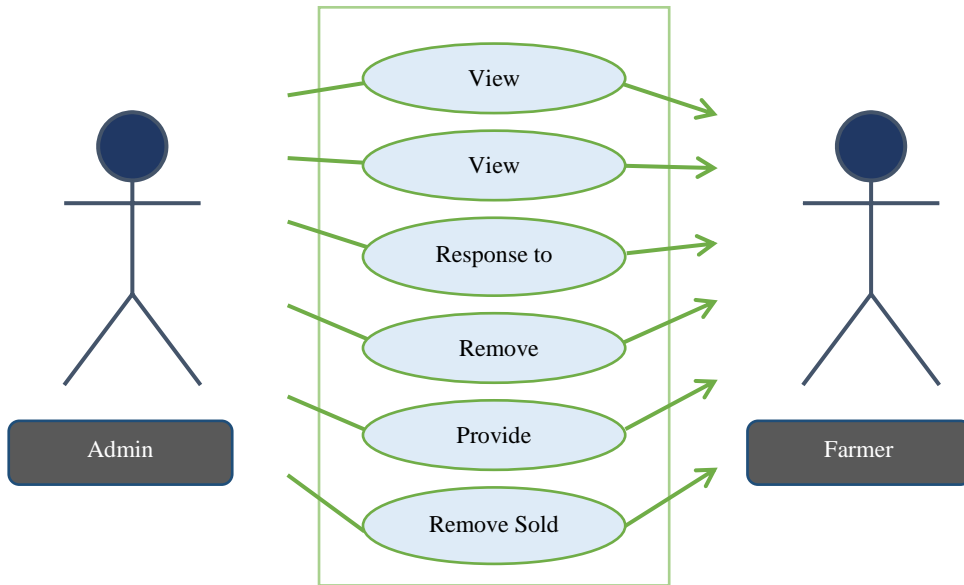 View
View
Response to
Remove
Provide
Remove Sold
Admin
Farmer